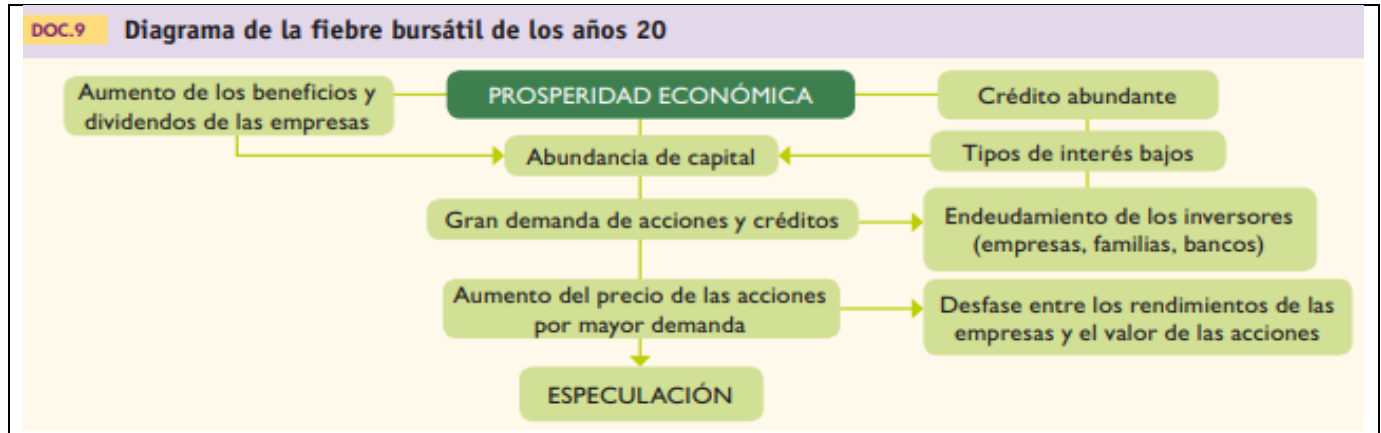 DOC.9 Diagrama de la fiebre bursátil de los años 20
Aumento de los beneficios y
dividendos de las empresas
PROSPERIDAD ECONÓMICA
Crédito abundante
Abundancia de capital
Tipos de interés bajos
Gran demanda de acciones y créditos
Endeudamiento de los inversores
(empresas, familias, bancos)
Aumento del precio de las acciones
por mayor demanda
Desfase entre los rendimientos de las
empresas y el valor de las acciones
ESPECULACIÓN